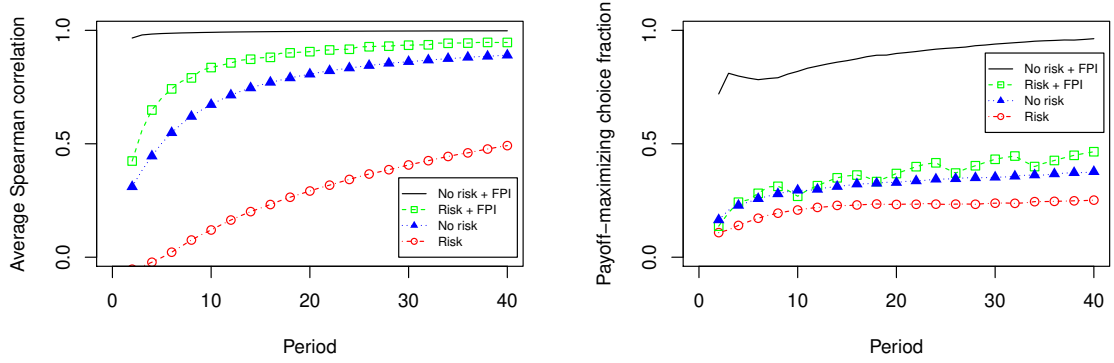 Average Spearman correlation
1.0
0.5
0.0
No risk + FPI
Risk + FPI
No risk
Risk
0 10 20 30 40
Period
Payoff−maximizing choice fraction
1.0
0.5
0.0
No risk + FPI
Risk + FPI
No risk
Risk
0 10 20 30 40
Period